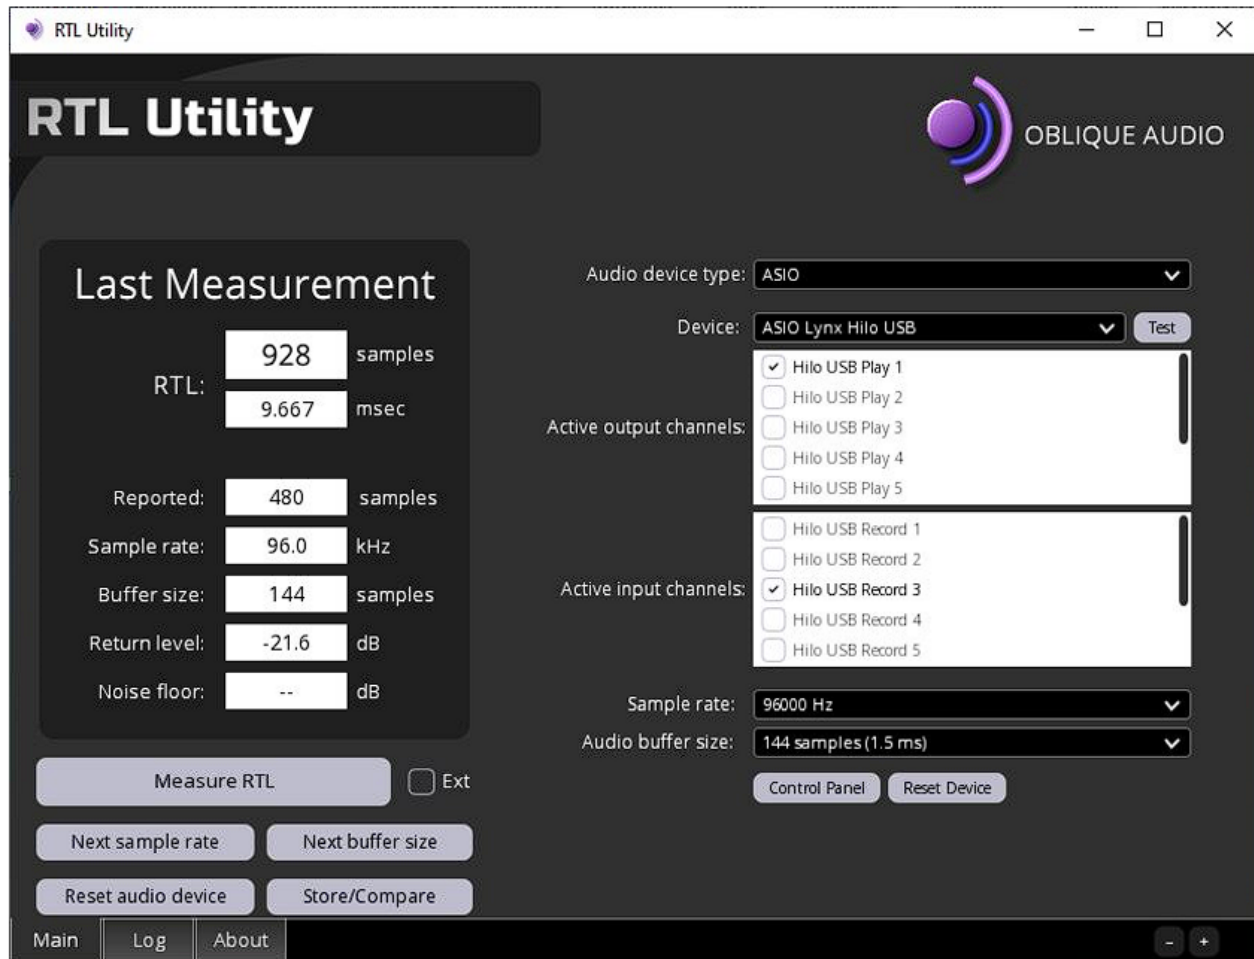 RTL Utility
RTL Utility
OBLIQUE AUDIO
Last Measurement
RTL:
928 samples
9.667 msec
Reported: 480 samples
Sample rate: 96.0 kHz
Buffer size: 144 samples
Return level: -21.6 dB
Noise floor: -- dB
Measure RTL
Ext
Next sample rate
Next buffer size
Reset audio device
Store/Compare
Audio device type: ASIO
Device: ASIO Lynx Hilo USB
Test
Active output channels:
Hilo USB Play 1
Hilo USB Play 2
Hilo USB Play 3
Hilo USB Play 4
Hilo USB Play 5
Active input channels:
Hilo USB Record 1
Hilo USB Record 2
Hilo USB Record 3
Hilo USB Record 4
Hilo USB Record 5
Sample rate: 96000 Hz
Audio buffer size: 144 samples (1.5 ms)
Control Panel
Reset Device
Main
Log
About
- +